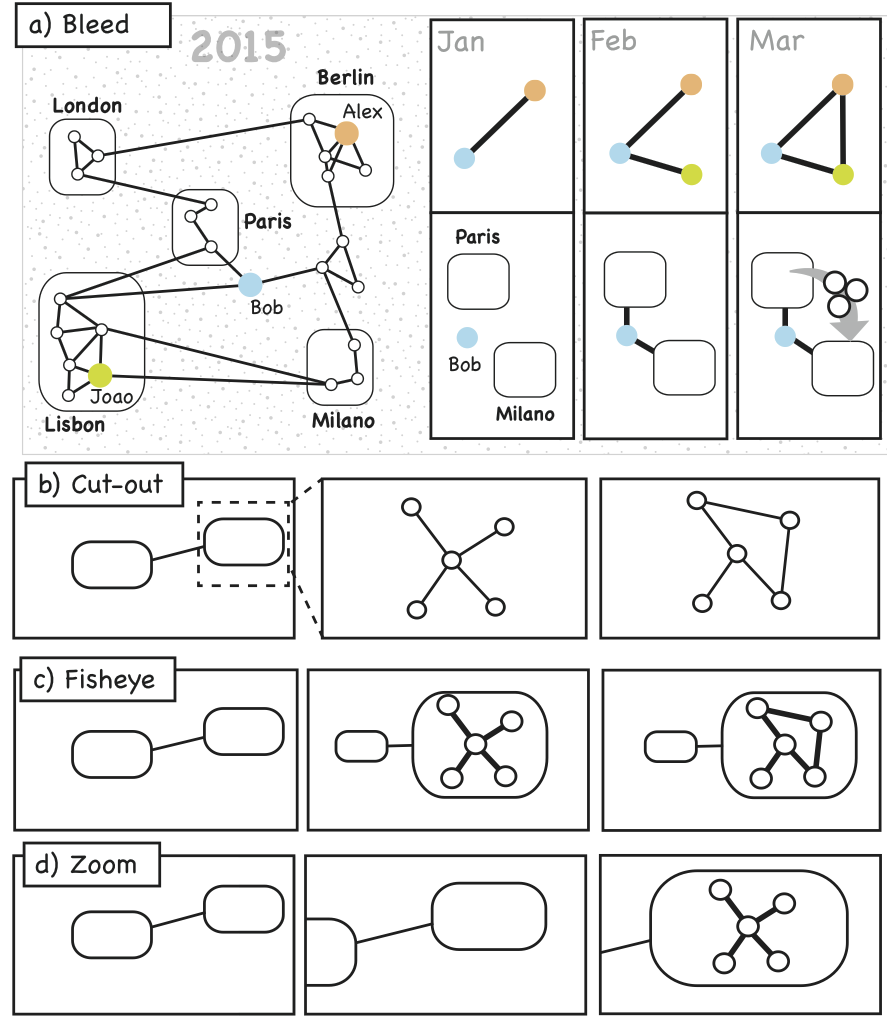 a) Bleed
2015
Jan
Feb
Mar
Berlin
London
Alex
Paris
Bob
Joao
Lisbon
Milano
Paris
Bob
Milano
b) Cut-out
c) Fisheye
d) Zoom